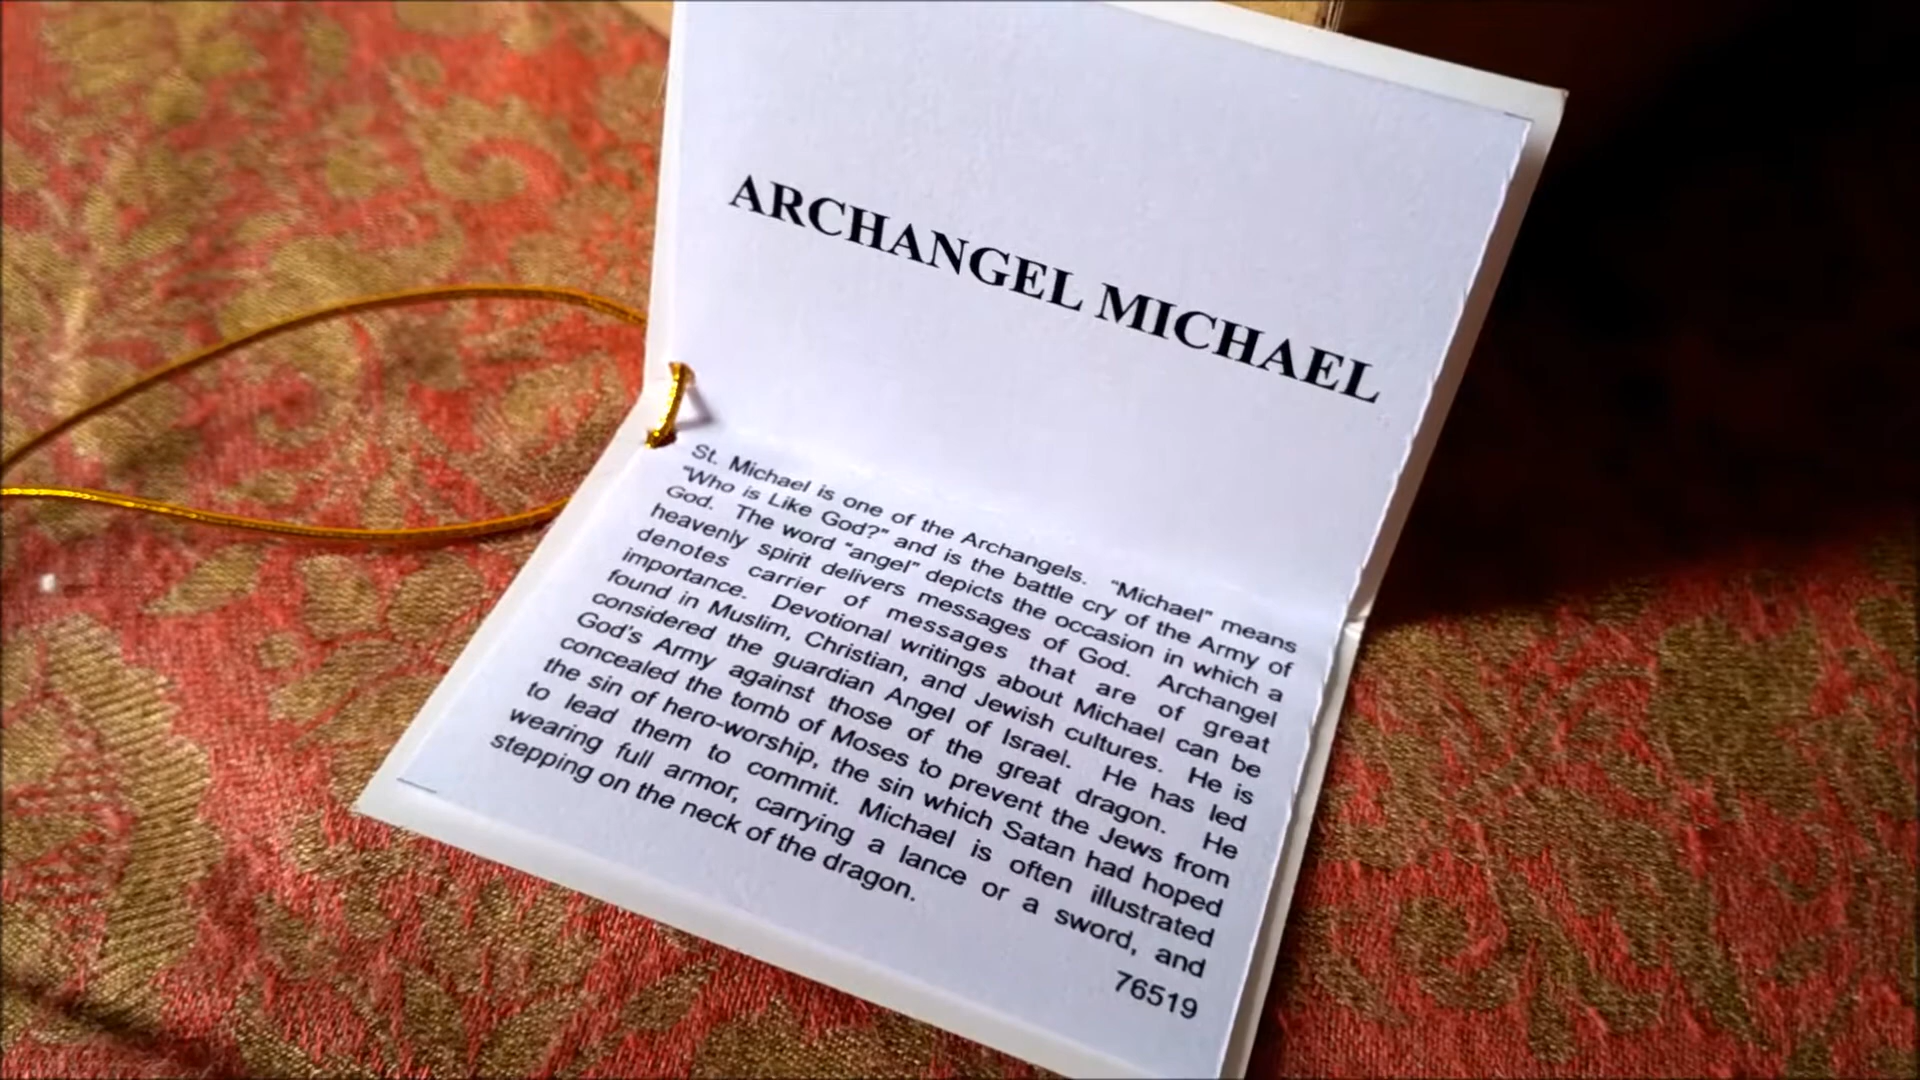 ARCHANGEL MICHAEL
St. Michael is one of the Archangels. "Michael" means
"Who is Like God?" and is the battle cry of the Army of
God. The word "angel" depicts the occasion in which a
heavenly spirit delivers messages of God. Archangel
denotes carrier of messages that are of great
importance. Devotional writings about Michael can be
found in Muslim, Christian, and Jewish cultures. He is
considered the guardian Angel of Israel. He has led
God's Army against those of the great dragon. He
concealed the tomb of Moses to prevent the Jews from
the sin of hero-worship, the sin which Satan had hoped
to lead them to commit. Michael is often illustrated
wearing full armor, carrying a lance or a sword, and
stepping on the neck of the dragon.
76519